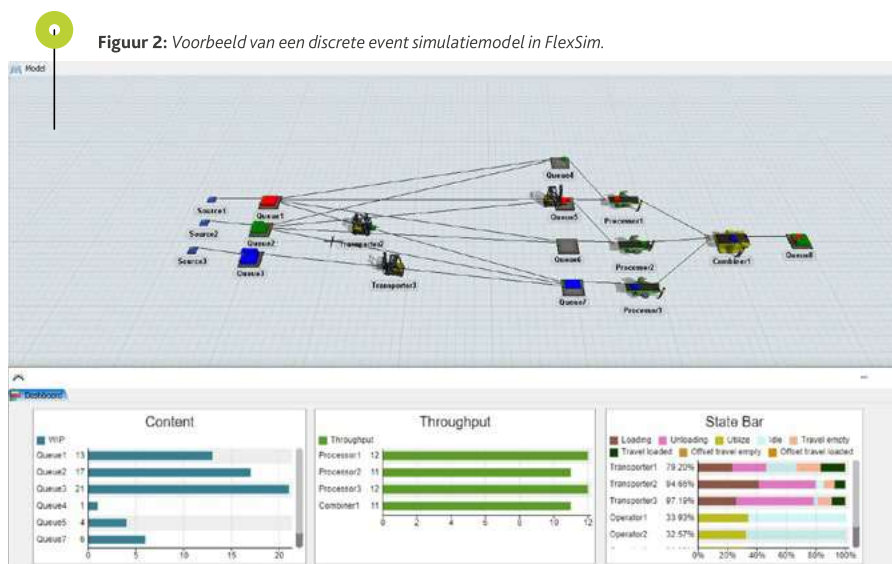 Figuur 2: Voorbeeld van een discrete event simulatiemodel in FlexSim.
Model
Queue4
Source1
Queue1
Queue5
Processor1
Source2
Queue2
Transporter2
Queue6
Source3
Queue3
Processor2
Combiner1
Queue8
Transporter3
Queue7
Processor3
Dashboard
Content
WIP
Queue1 13
Queue2 17
Queue3 21
Queue4 1
Queue5 4
Queue7 6
0 5 10 15 20
Throughput
Throughput
Processor1 12
Processor2 11
Processor3 12
Combiner1 11
0 2 4 6 8 10 12
State Bar
Loading Unloading Utilize Idle Travel empty
Travel loaded Offset travel empty Offset travel loaded
Transporter1 79.20%
Transporter2 94.66%
Transporter3 97.19%
Operator1 33.93%
Operator2 32.57%
0% 20% 40% 60% 80% 100%